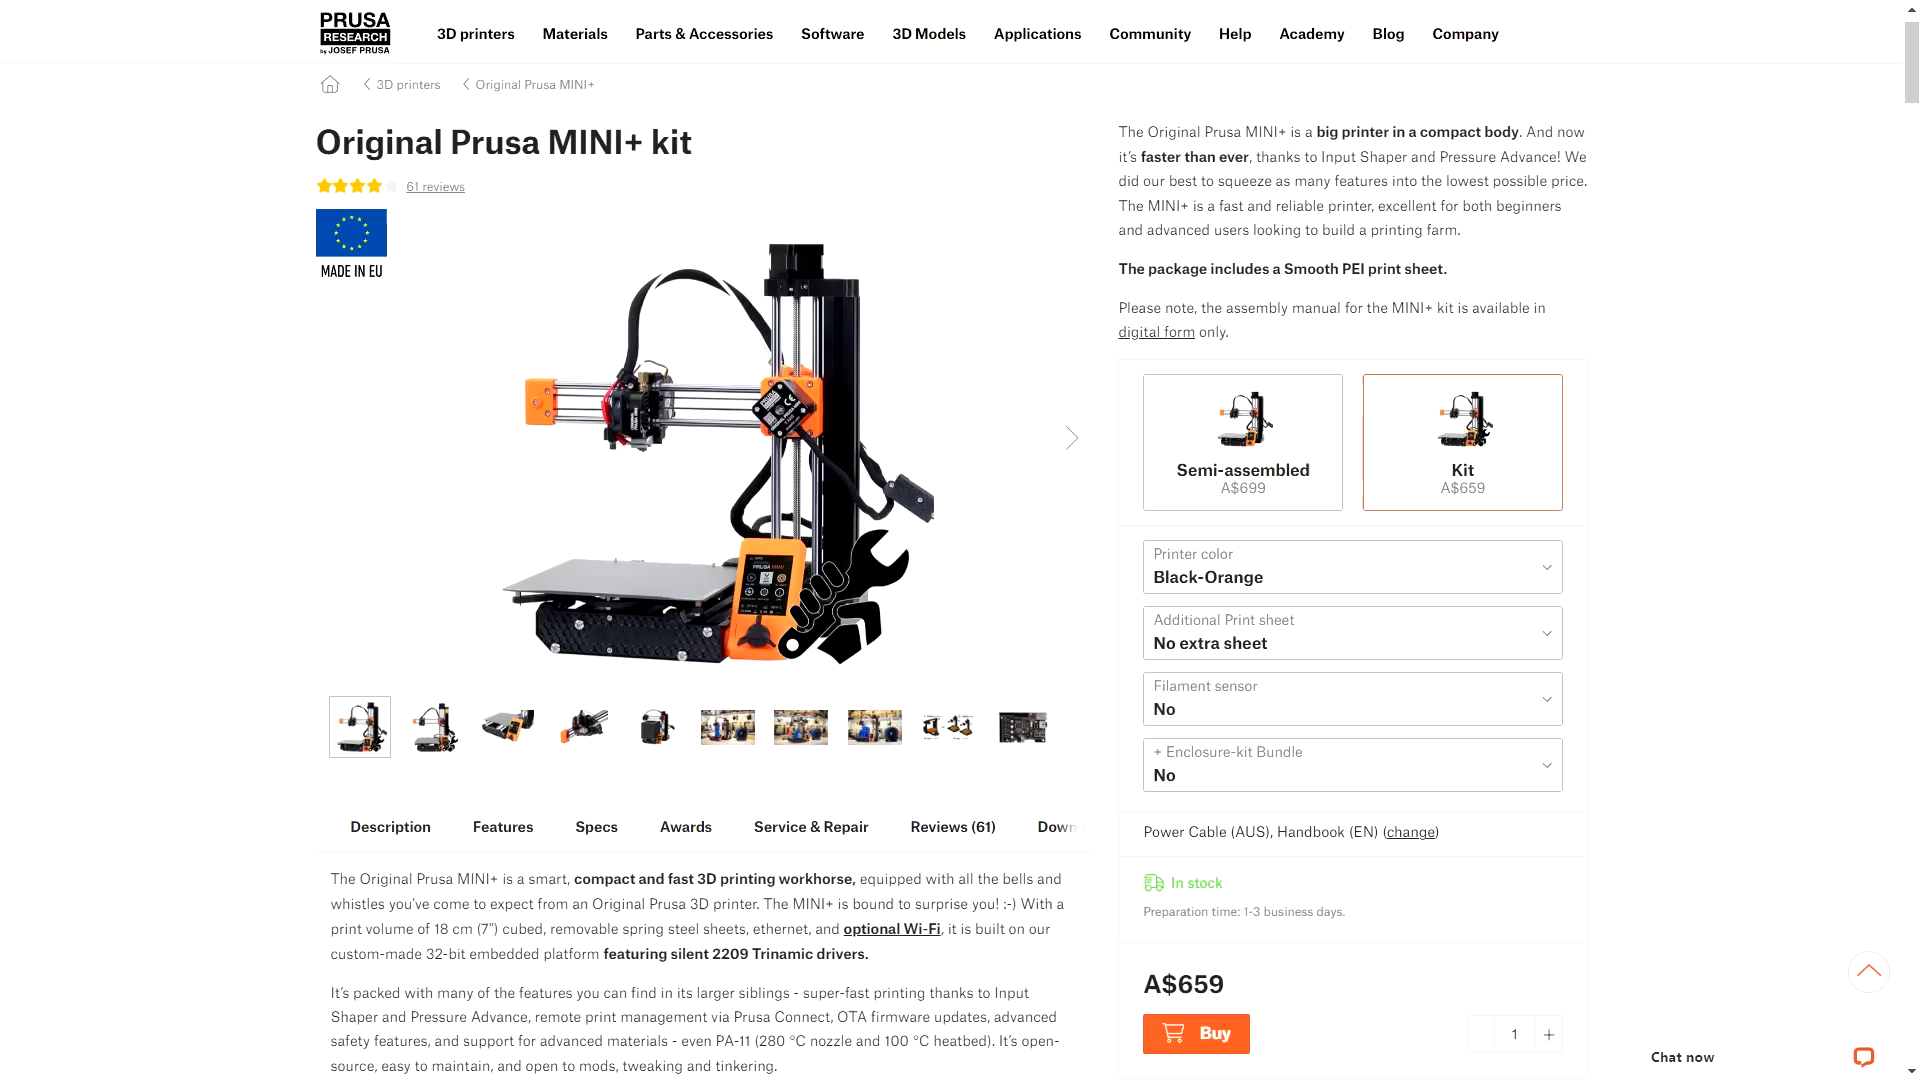 PRUSA
RESEARCH
by JOSEF PRUSA
3D printers
Materials
Parts & Accessories
Software
3D Models
Applications
Community
Help
Academy
Blog
Company
3D printers
Original Prusa MINI+
Original Prusa MINI+ kit
61 reviews
MADE IN EU
Description
Features
Specs
Awards
Service & Repair
Reviews (61)
Down
The Original Prusa MINI+ is a smart, compact and fast 3D printing workhorse, equipped with all the bells and
whistles you've come to expect from an Original Prusa 3D printer. The MINI+ is bound to surprise you! :-) With a
print volume of 18 cm (7") cubed, removable spring steel sheets, ethernet, and optional Wi-Fi, it is built on our
custom-made 32-bit embedded platform featuring silent 2209 Trinamic drivers.
It's packed with many of the features you can find in its larger siblings - super-fast printing thanks to Input
Shaper and Pressure Advance, remote print management via Prusa Connect, OTA firmware updates, advanced
safety features, and support for advanced materials - even PA-11 (280 °C nozzle and 100 °C heatbed). It's open-
source, easy to maintain, and open to mods, tweaking and tinkering.
The Original Prusa MINI+ is a big printer in a compact body. And now
it's faster than ever, thanks to Input Shaper and Pressure Advance! We
did our best to squeeze as many features into the lowest possible price.
The MINI+ is a fast and reliable printer, excellent for both beginners
and advanced users looking to build a printing farm.
The package includes a Smooth PEI print sheet.
Please note, the assembly manual for the MINI+ kit is available in
digital form only.
Semi-assembled
A$699
Kit
A$659
Printer color
Black-Orange
Additional Print sheet
No extra sheet
Filament sensor
No
+ Enclosure-kit Bundle
No
Power Cable (AUS), Handbook (EN) (change)
In stock
Preparation time: 1-3 business days.
A$659
Buy
1
+
Chat now